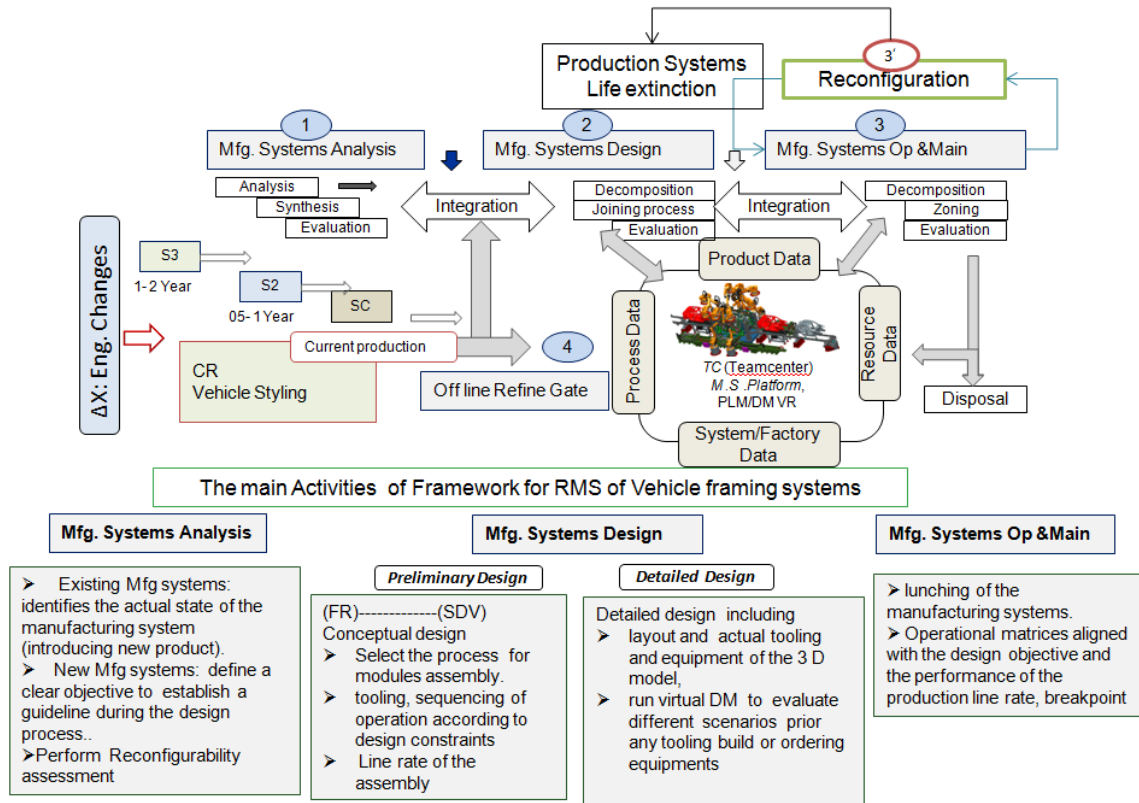 3'
Production Systems
Life extinction
Reconfiguration
1
2
3
Mfg. Systems Analysis
Mfg. Systems Design
Mfg. Systems Op &Main
Analysis
Synthesis
Evaluation
Integration
Decomposition
Joining process
Evaluation
Integration
Decomposition
Zoning
Evaluation
ΔX: Eng. Changes
S3
1- 2 Year
S2
05- 1 Year
SC
Current production
CR
Vehicle Styling
4
Off line Refine Gate
Product Data
Process Data
Resource
Data
TC (Teamcenter)
M.S .Platform,
PLM/DM VR
System/Factory
Data
Disposal
The main Activities of Framework for RMS of Vehicle framing systems
Mfg. Systems Analysis
Mfg. Systems Design
Mfg. Systems Op &Main
Preliminary Design
Detailed Design
➢ Existing Mfg systems:
identifies the actual state of the
manufacturing system
(introducing new product).
➢ New Mfg systems: define a
clear objective to establish a
guideline during the design
process..
➢Perform Reconfigurability
assessment
(FR)-------------(SDV)
Conceptual design
➢ Select the process for
modules assembly.
➢ tooling, sequencing of
operation according to
design constraints
➢ Line rate of the
assembly
Detailed design including
➢ layout and actual tooling
and equipment of the 3 D
model,
➢ run virtual DM to evaluate
different scenarios prior
any tooling build or ordering
equipments
➢ lunching of the
manufacturing systems.
➢ Operational matrices aligned
with the design objective and
the performance of the
production line rate, breakpoint